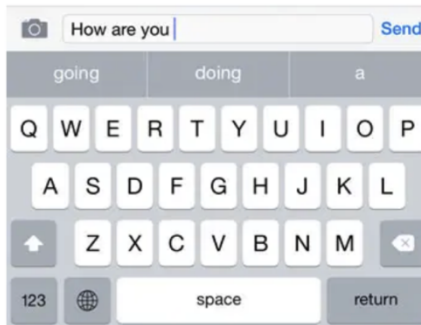 How are you
Send
going doing a
Q W E R T Y U I O P
A S D F G H J K L
Z X C V B N M
123 space return